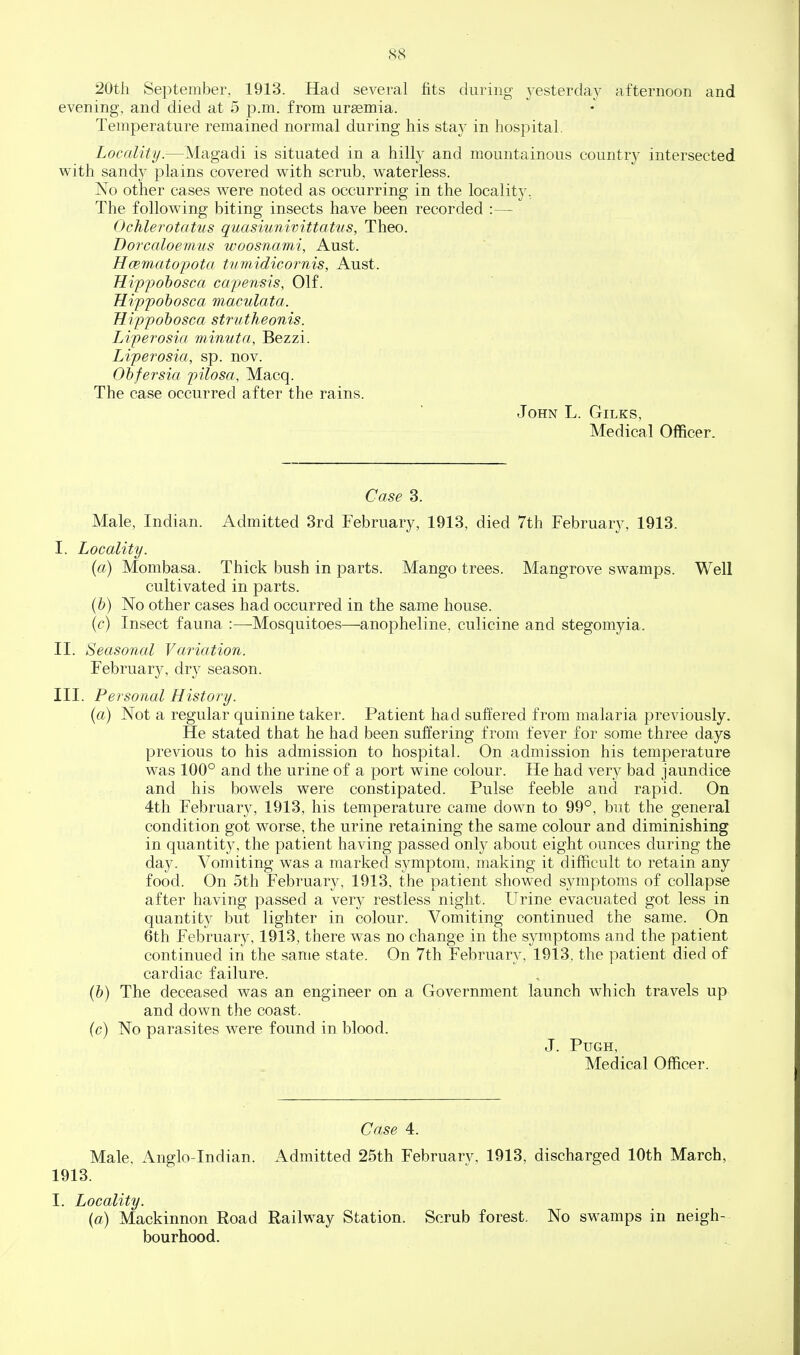 88
20th September, 1913. Had several fits during yesterday afternoon and
evening, and died at 5 p.m. from uræmia.
Temperature remained normal during his stay in hospital.
Locality.—Magadi is situated in a hilly and mountainous country intersected
with sandy plains covered with scrub, waterless.
No other cases were noted as occurring in the locality.
The following biting insects have been recorded :—
Ochlerotatus quasiunivittatus, Theo.
Dorcaloemus woosnami, Aust.
Hæmatopota tumidicornis, Aust.
Hippobosca capensis, Olf.
Hippobosca maculata.
Hippobosca strutheonis.
Liperosia minuta, Bezzi.
Liperosia, sp. nov.
Obfersia pilosa, Macq.
The case occurred after the rains.
John L. Gilks,
Medical Officer.
Case 3.
Male, Indian. Admitted 3rd February, 1913, died 7th February, 1913.
I. Locality.
(a) Mombasa. Thick bush in parts. Mango trees. Mangrove swamps. Well
cultivated in parts.
(b) No other cases had occurred in the same house.
(c) Insect fauna :—Mosquitoes—anopheline, culicine and stegomyia.
II. Seasonal Variation.
February, dry season.
III. Personal History.
(a) Not a regular quinine taker. Patient had suffered from malaria previously.
He stated that he had been suffering from fever for some three days
previous to his admission to hospital. On admission his temperature
was 100° and the urine of a port wine colour. He had very bad jaundice
and his bowels were constipated. Pulse feeble and rapid. On
4th February, 1913, his temperature came down to 99°, but the general
condition got worse, the urine retaining the same colour and diminishing
in quantity, the patient having passed only about eight ounces during the
day. Vomiting was a marked symptom, making it difficult to retain any
food. On 5th February, 1913, the patient showed symptoms of collapse
after having passed a very restless night. Urine evacuated got less in
quantity but lighter in colour. Vomiting continued the same. On
6th February, 1913, there was no change in the symptoms and the patient
continued in the same state. On 7th February, 1913, the patient died of
cardiac failure.
(b) The deceased was an engineer on a Government launch which travels up
and down the coast.
(c) No parasites were found in blood.
J. Pugh,
Medical Officer.
Case 4.
Male, Anglo-Indian. Admitted 25th February, 1913, discharged 10th March,
1913.
I. Locality.
(a) Mackinnon Road Railway Station. Scrub forest. No swamps in neigh-
bourhood.